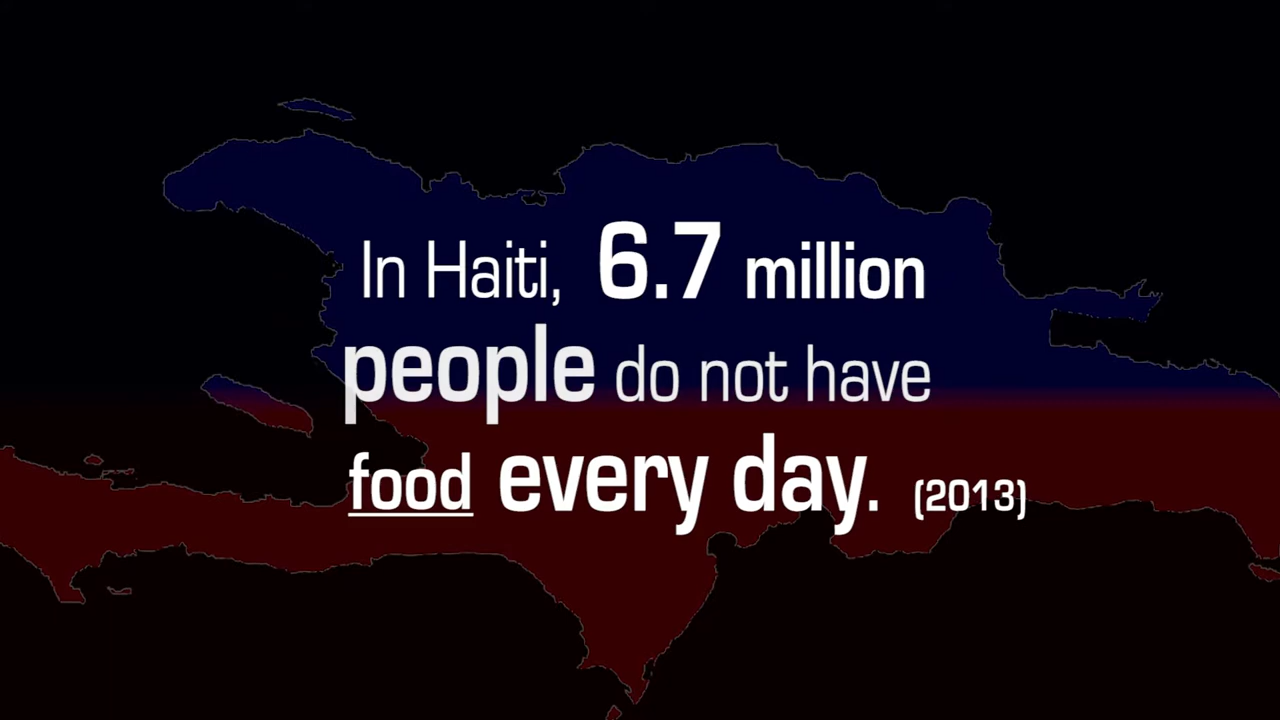 In Haiti, 6.7 million
people do not have
food every day. (2013)